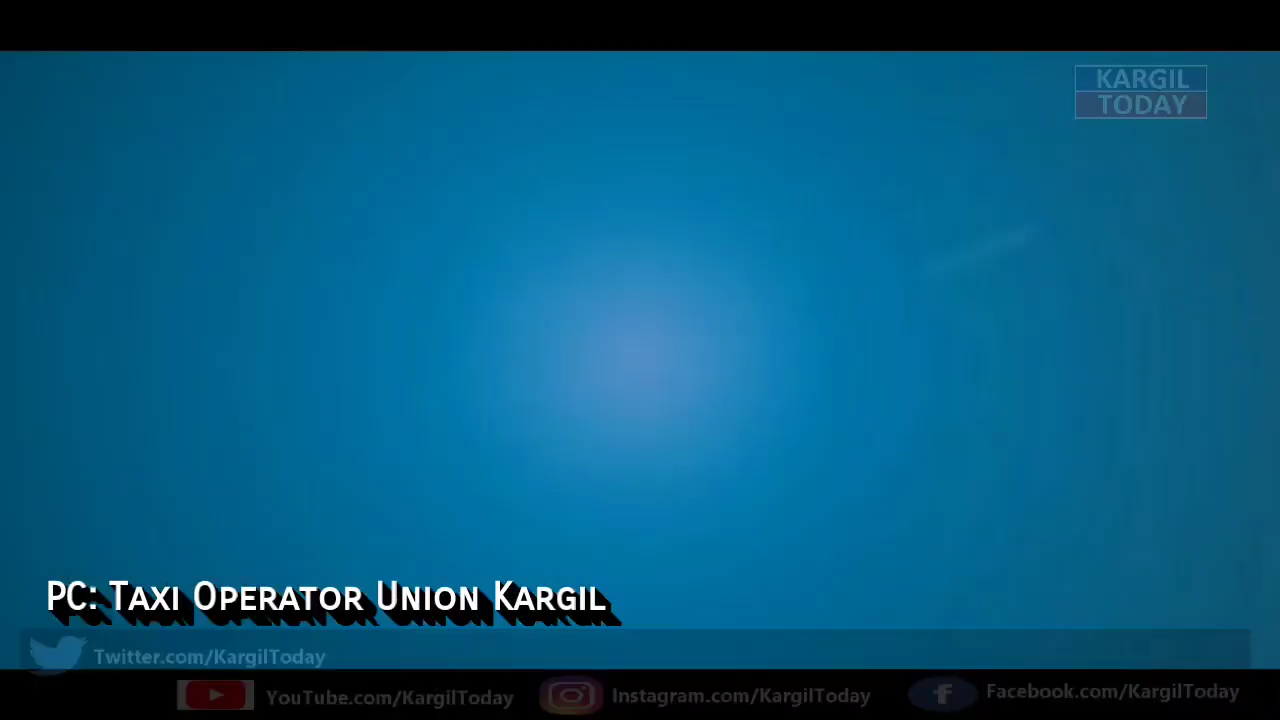 KARGIL
TODAY
PC: Taxi Operator Union Kargil
Twitter.com/KargilToday
YouTube.com/KargilToday
Instagram.com/KargilToday
Facebook.com/KargilToday